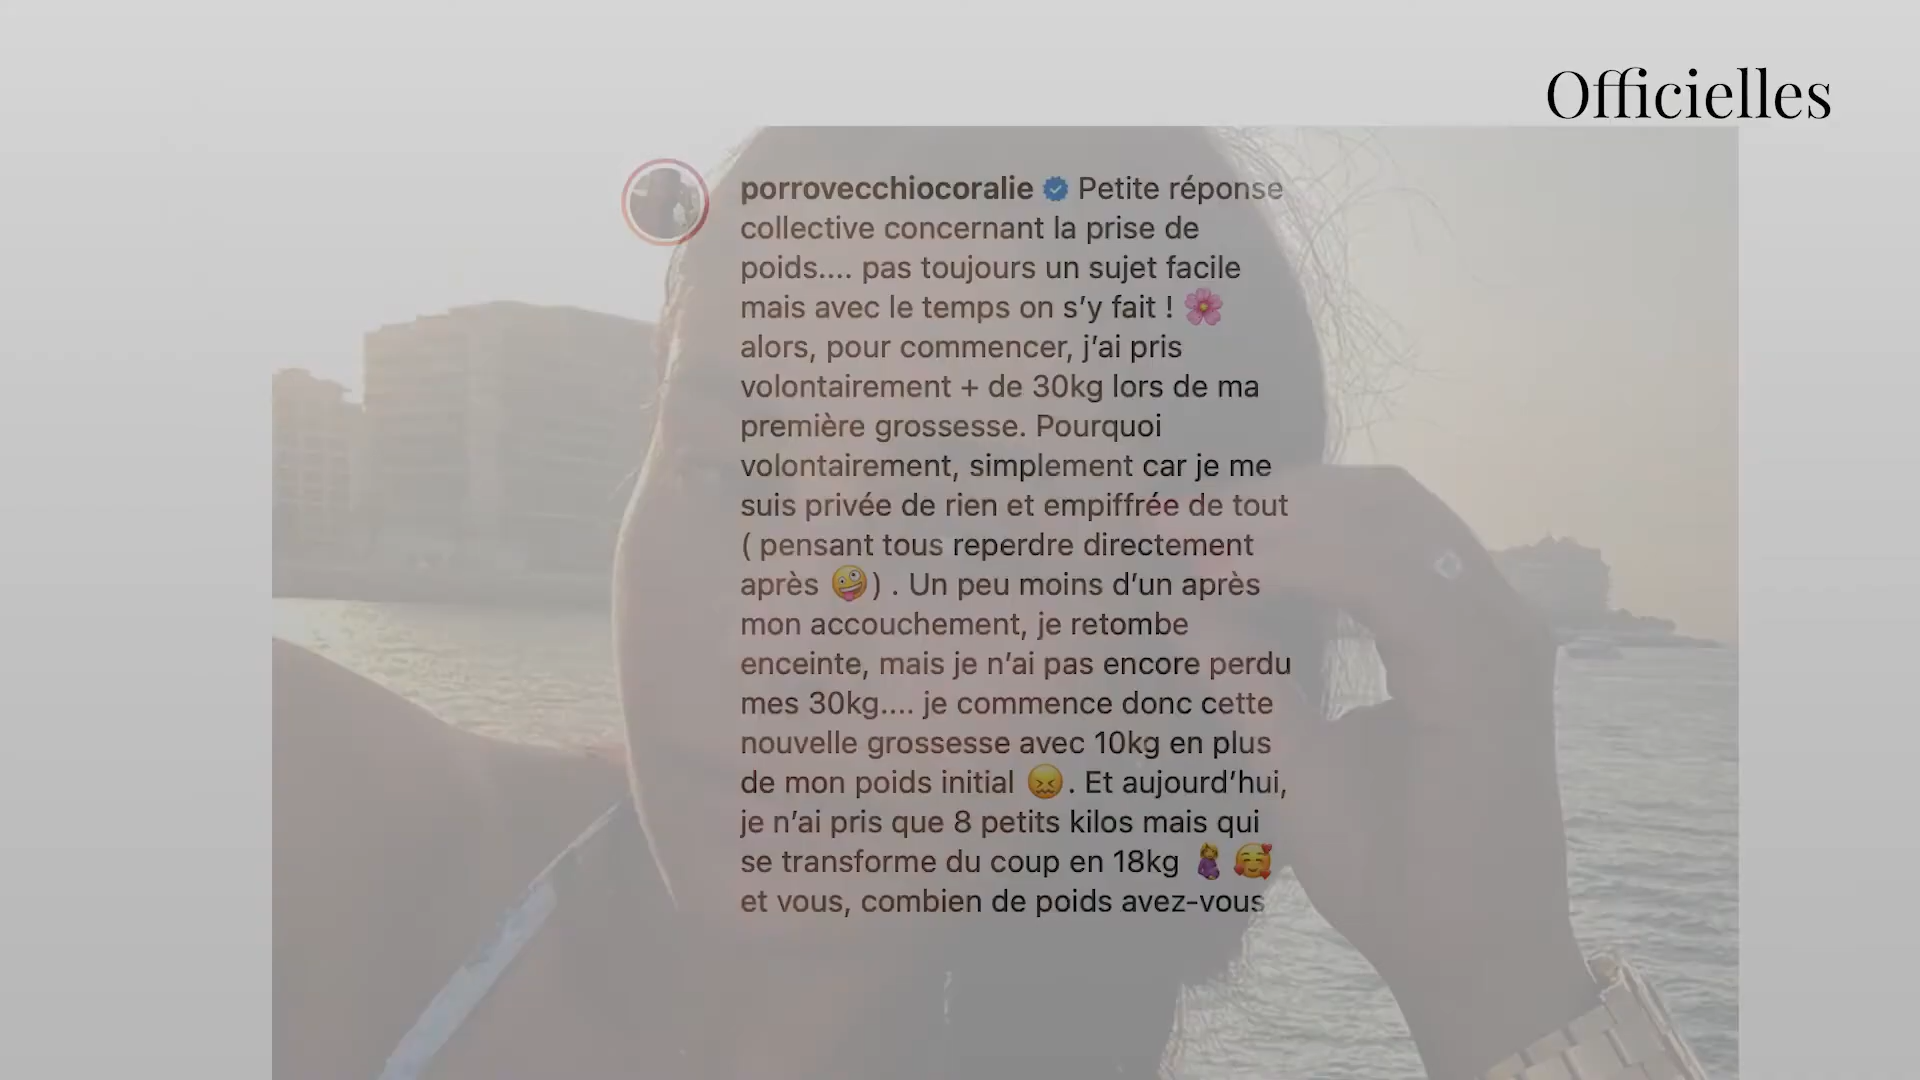 Officielles
porrovecchiocoralie Petite réponse
collective concernant la prise de
poids.... pas toujours un sujet facile
mais avec le temps on s’y fait ! 🌸
alors, pour commencer, j’ai pris
volontairement + de 30kg lors de ma
première grossesse. Pourquoi
volontairement, simplement car je me
suis privée de rien et empiffrée de tout
( pensant tous reperdre directement
après 🤪) . Un peu moins d’un après
mon accouchement, je retombe
enceinte, mais je n’ai pas encore perdu
mes 30kg.... je commence donc cette
nouvelle grossesse avec 10kg en plus
de mon poids initial 😖. Et aujourd’hui,
je n’ai pris que 8 petits kilos mais qui
se transforme du coup en 18kg 🤰🥰
et vous, combien de poids avez-vous